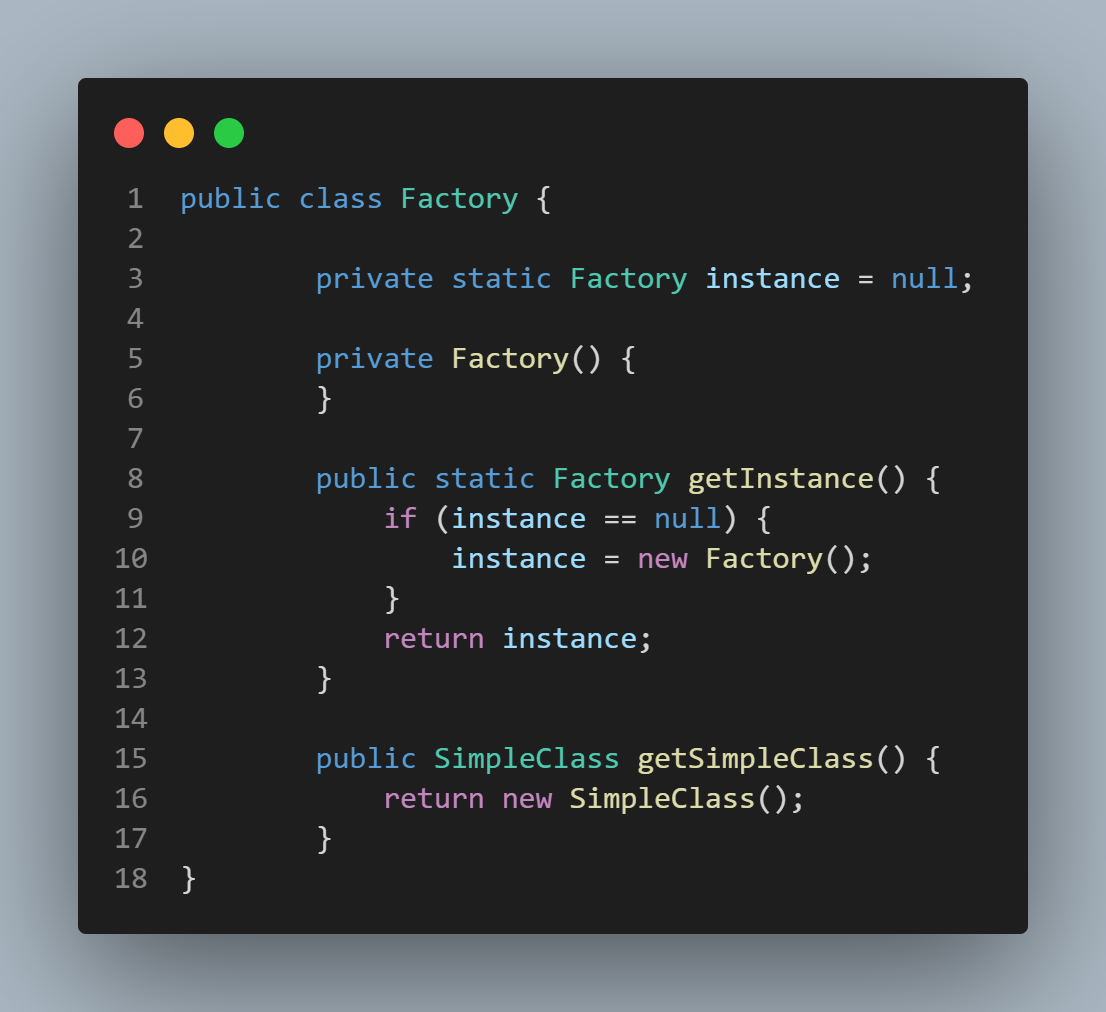 1 public class Factory {
2
3         private static Factory instance = null;
4
5         private Factory() {
6         }
7
8         public static Factory getInstance() {
9             if (instance == null) {
10                 instance = new Factory();
11             }
12             return instance;
13         }
14
15         public SimpleClass getSimpleClass() {
16             return new SimpleClass();
17         }
18 }